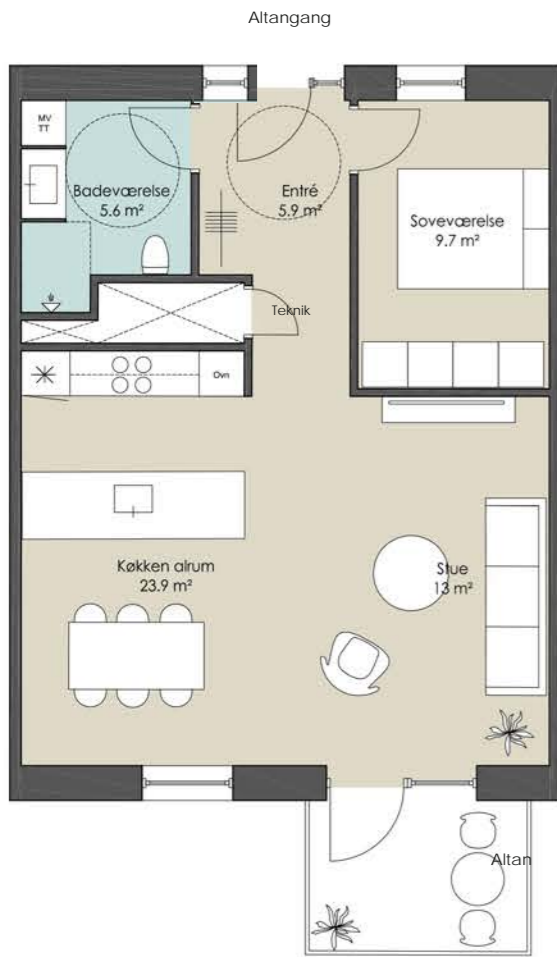 Altangang
MV
TT
Badeværelse
5.6 m²
Entré
5.9 m²
Soveværelse
9.7 m²
Teknik
Ovn
Køkken alrum
23.9 m²
Stue
13 m²
Altan